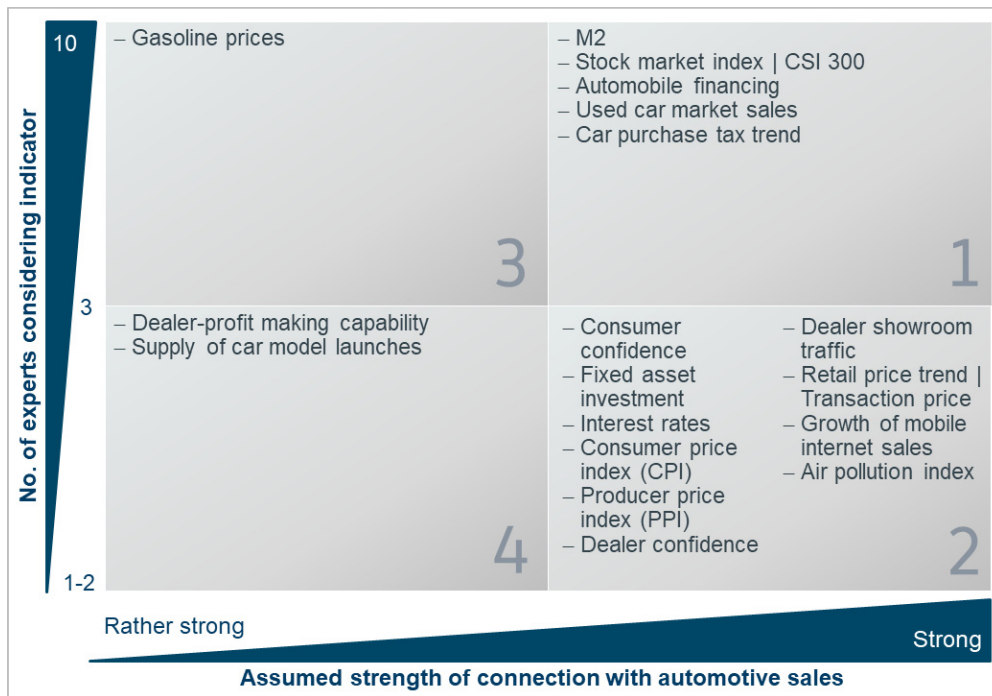 No. of experts considering indicator
10
3
1-2
– Gasoline prices
3
– M2
– Stock market index | CSI 300
– Automobile financing
– Used car market sales
– Car purchase tax trend
1
– Dealer-profit making capability
– Supply of car model launches
4
– Consumer
confidence
– Fixed asset
investment
– Interest rates
– Consumer price
index (CPI)
– Producer price
index (PPI)
– Dealer confidence
– Dealer showroom
traffic
– Retail price trend |
Transaction price
– Growth of mobile
internet sales
– Air pollution index
2
Rather strong
Strong
Assumed strength of connection with automotive sales